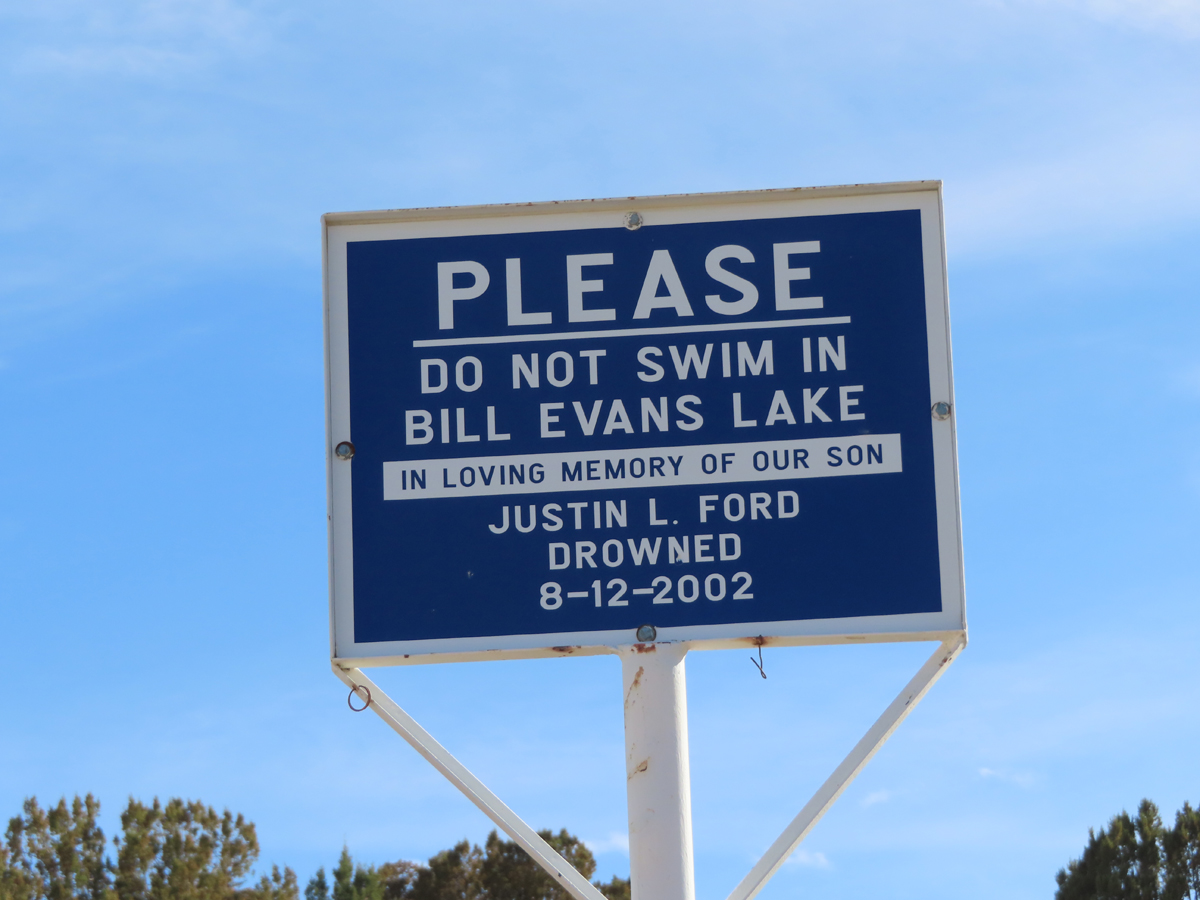 PLEASE
DO NOT SWIM IN
BILL EVANS LAKE
IN LOVING MEMORY OF OUR SON
JUSTIN L. FORD
DROWNED
8-12-2002